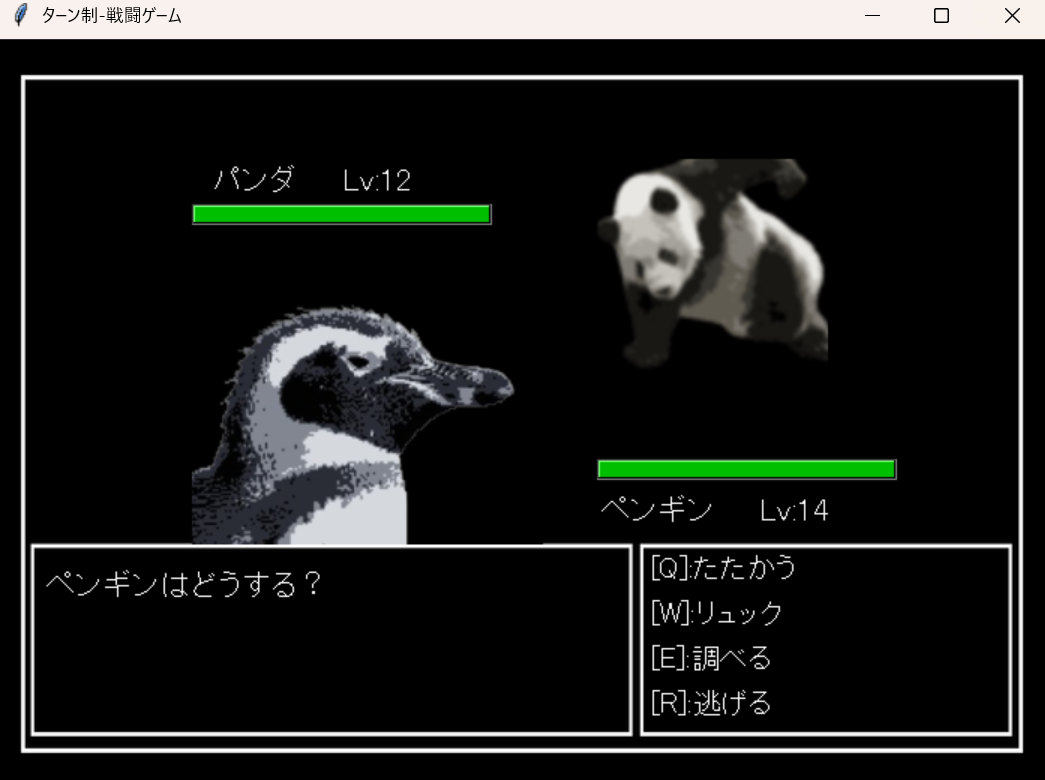 ターン制-戦闘ゲーム
パンダ Lv:12
ペンギン Lv:14
ペンギンはどうする？
[Q]:たたかう
[W]:リュック
[E]:調べる
[R]:逃げる